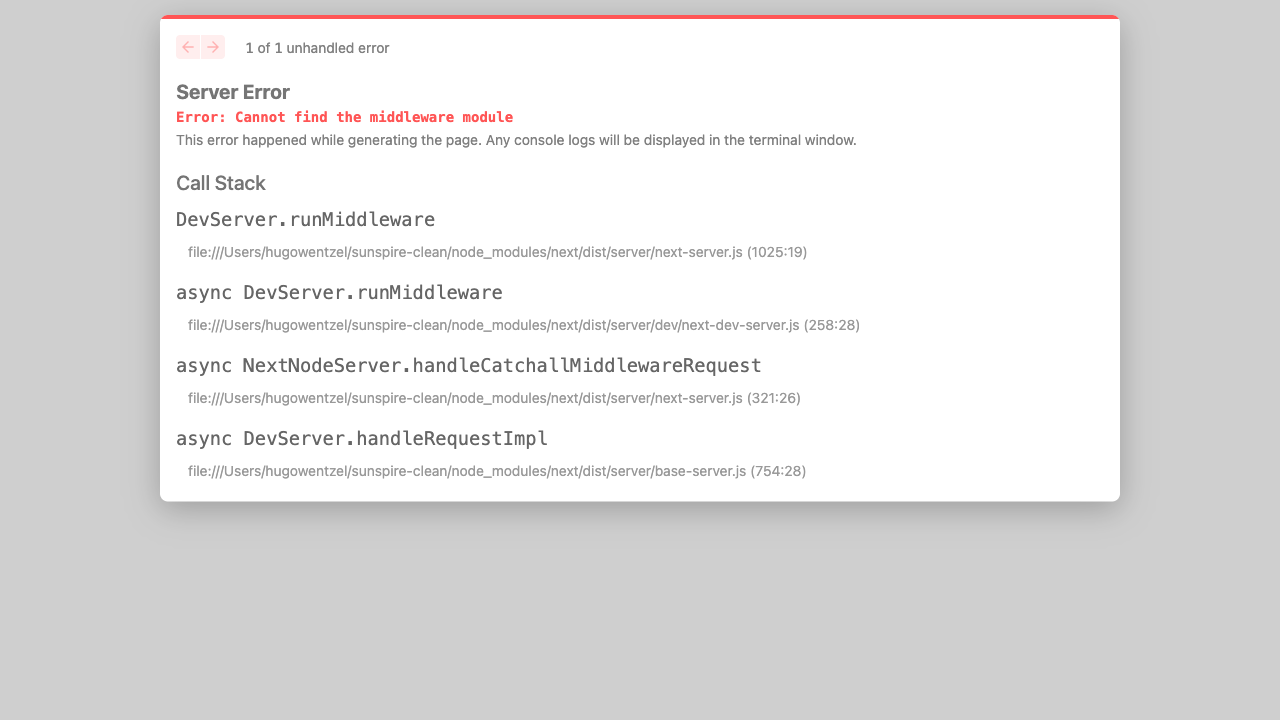 1 of 1 unhandled error
Server Error
Error: Cannot find the middleware module
This error happened while generating the page. Any console logs will be displayed in the terminal window.
Call Stack
DevServer.runMiddleware
file:///Users/hugowentzel/sunspire-clean/node_modules/next/dist/server/next-server.js (1025:19)
async DevServer.runMiddleware
file:///Users/hugowentzel/sunspire-clean/node_modules/next/dist/server/dev/next-dev-server.js (258:28)
async NextNodeServer.handleCatchallMiddlewareRequest
file:///Users/hugowentzel/sunspire-clean/node_modules/next/dist/server/next-server.js (321:26)
async DevServer.handleRequestImpl
file:///Users/hugowentzel/sunspire-clean/node_modules/next/dist/server/base-server.js (754:28)